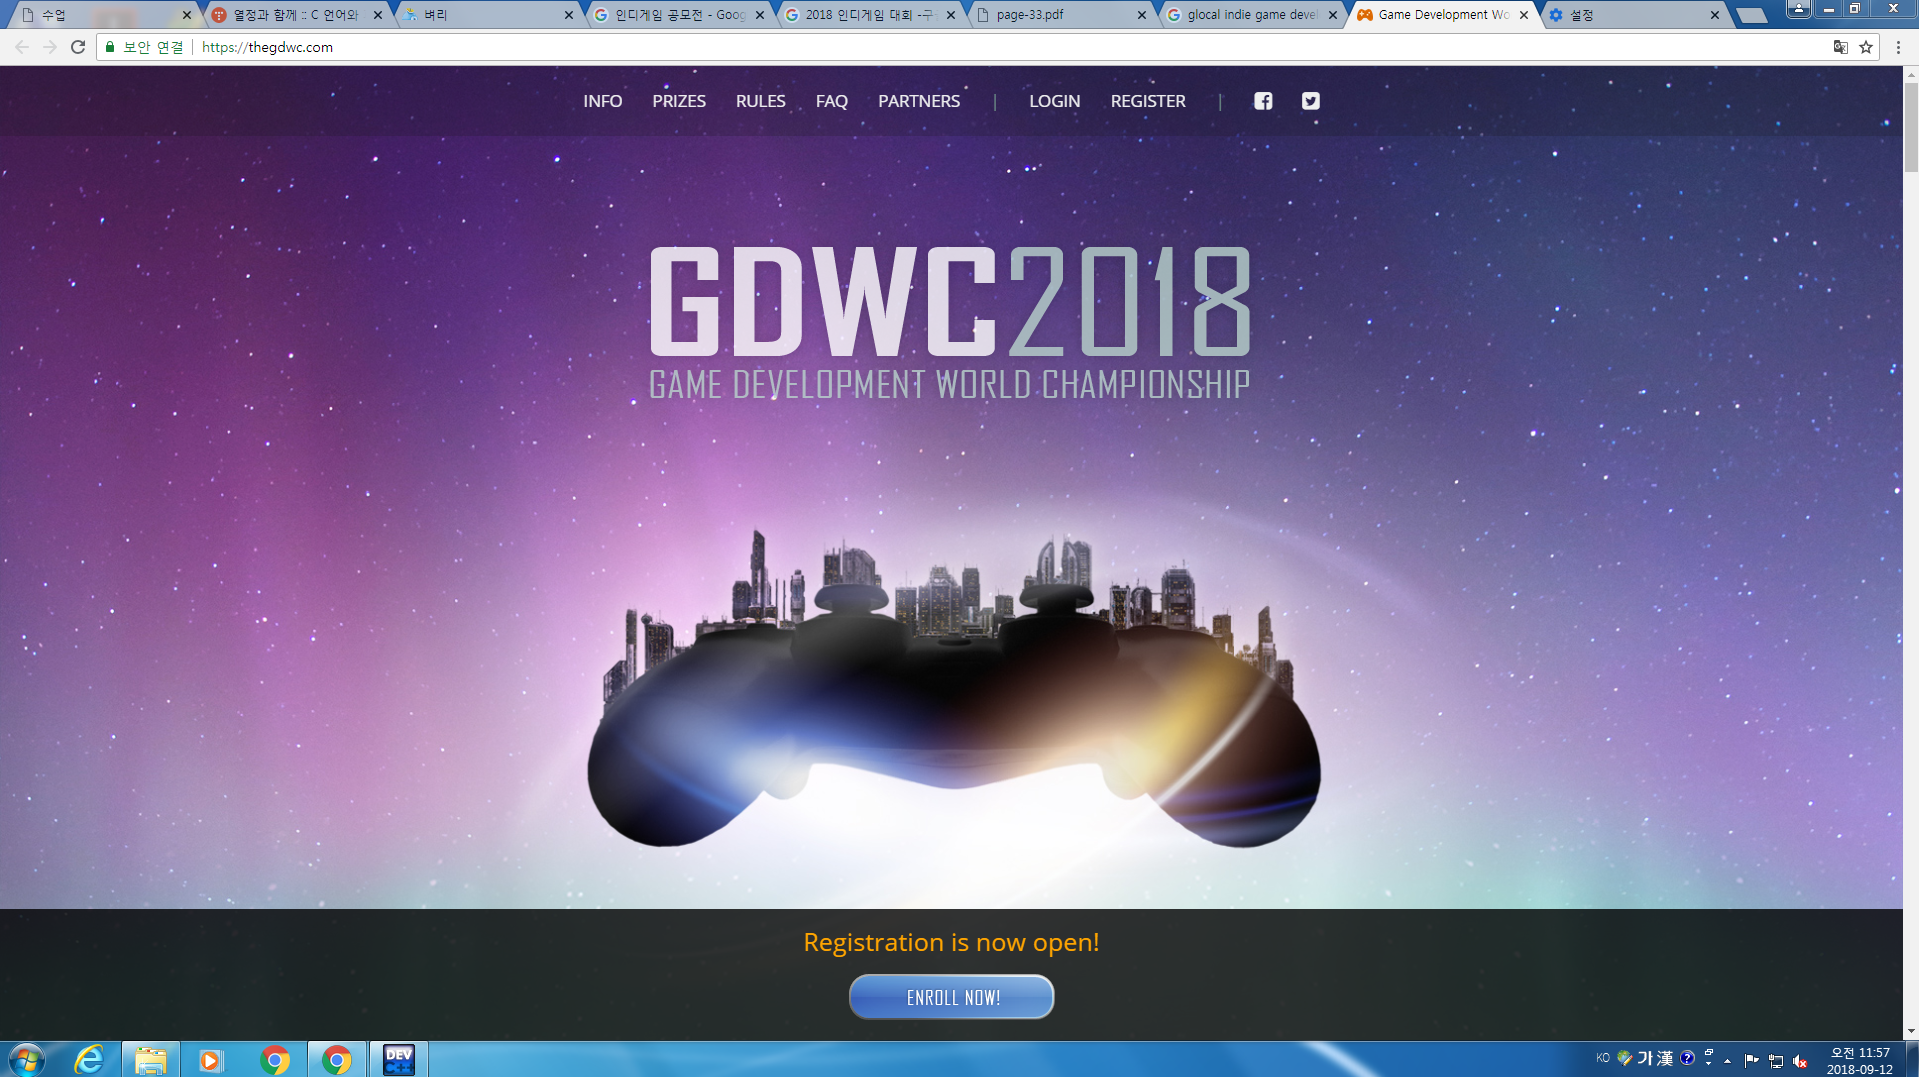 수업
열정과 함께 :: C 언어와
벼리
인디게임 공모전 - Goog
2018 인디게임 대회 -구
page-33.pdf
glocal indie game devel
Game Development Wo
설정
보안 연결
https://thegdwc.com
INFO PRIZES RULES FAQ PARTNERS | LOGIN REGISTER |
GDWC2018
GAME DEVELOPMENT WORLD CHAMPIONSHIP
Registration is now open!
ENROLL NOW!
DEV C++
KO 가 漢
오전 11:57
2018-09-12